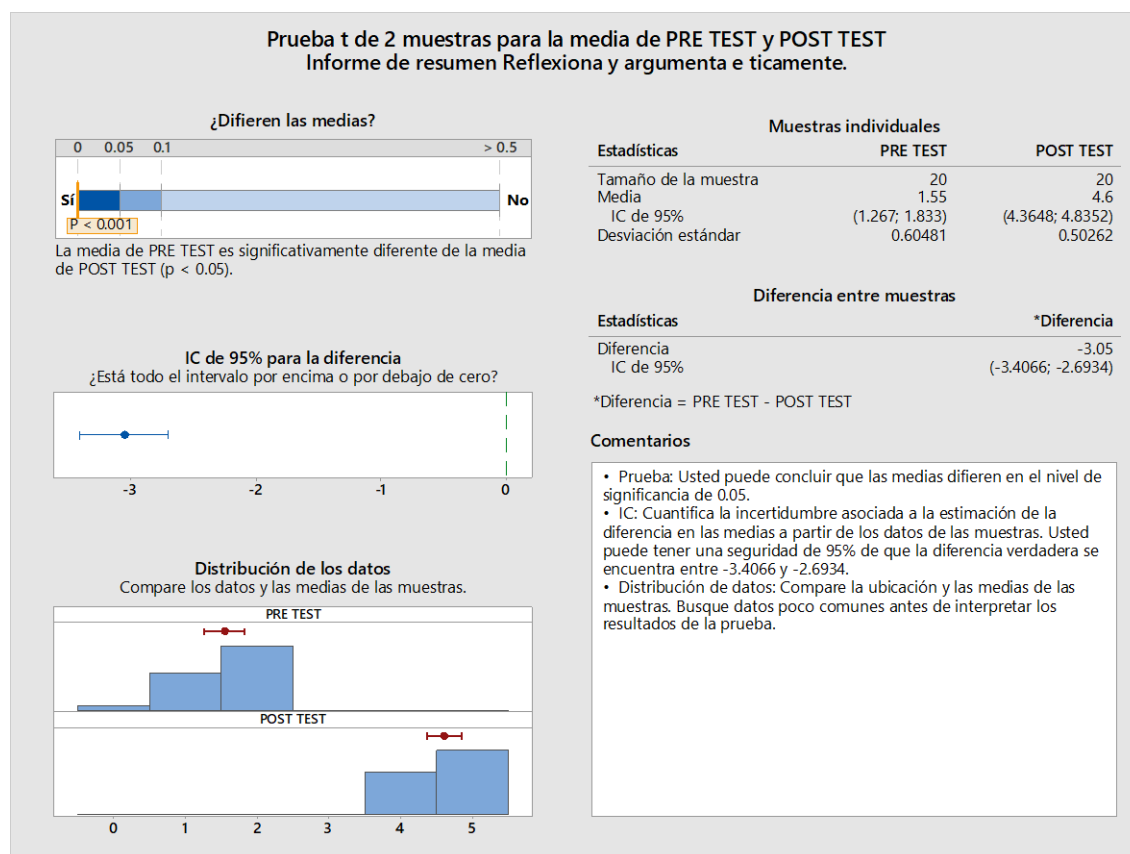 Prueba t de 2 muestras para la media de PRE TEST y POST TEST
Informe de resumen Reflexiona y argumenta e ticamente.
¿Difieren las medias?
0 0.05 0.1 > 0.5
Sí No
P < 0.001
La media de PRE TEST es significativamente diferente de la media
de POST TEST (p < 0.05).
IC de 95% para la diferencia
¿Está todo el intervalo por encima o por debajo de cero?
-3 -2 -1 0
Distribución de los datos
Compare los datos y las medias de las muestras.
PRE TEST
POST TEST
0 1 2 3 4 5
Muestras individuales
Estadísticas PRE TEST POST TEST
Tamaño de la muestra 20 20
Media 1.55 4.6
IC de 95% (1.267; 1.833) (4.3648; 4.8352)
Desviación estándar 0.60481 0.50262
Diferencia entre muestras
Estadísticas *Diferencia
Diferencia -3.05
IC de 95% (-3.4066; -2.6934)
*Diferencia = PRE TEST - POST TEST
Comentarios
• Prueba: Usted puede concluir que las medias difieren en el nivel de
significancia de 0.05.
• IC: Cuantifica la incertidumbre asociada a la estimación de la
diferencia en las medias a partir de los datos de las muestras. Usted
puede tener una seguridad de 95% de que la diferencia verdadera se
encuentra entre -3.4066 y -2.6934.
• Distribución de datos: Compare la ubicación y las medias de las
muestras. Busque datos poco comunes antes de interpretar los
resultados de la prueba.